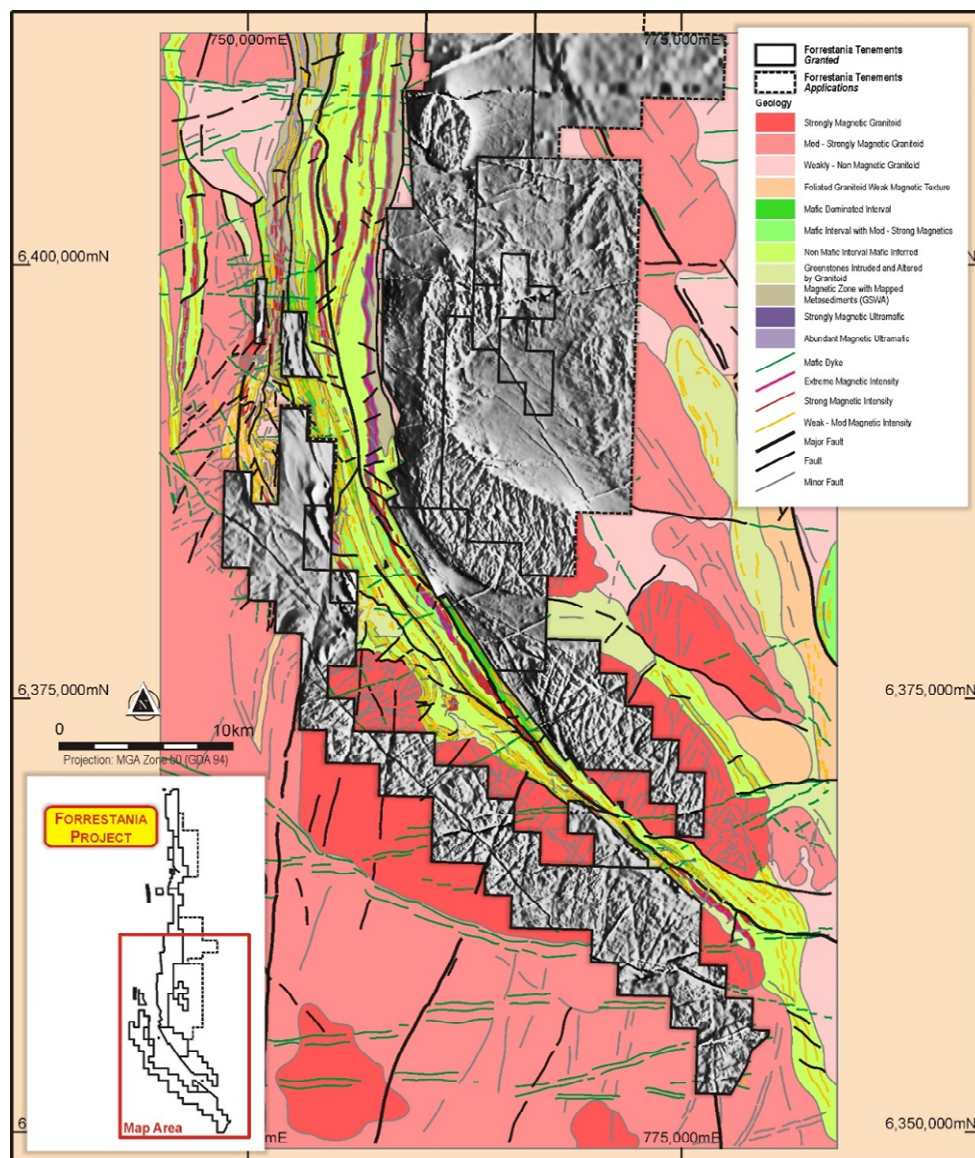 750,000mE
775,000mE
Forrestania Tenements
Granted
Forrestania Tenements
Applications
Geology
Strongly Magnetic Granitoid
Mod - Strongly Magnetic Granitoid
Weakly - Non Magnetic Granitoid
Foliated Granitoid Weak Magnetic Texture
Mafic Dominated Interval
Mafic Interval with Mod - Strong Magnetics
Non Mafic Interval Mafic Inferred
Greenstones Intruded and Altered
by Granitoid
Magnetic Zone with Mapped
Metasediments (GSWA)
Strongly Magnetic Ultramafic
Abundant Magnetic Ultramafic
Mafic Dyke
Extreme Magnetic Intensity
Strong Magnetic Intensity
Weak - Mod Magnetic Intensity
Major Fault
Fault
Minor Fault
6,400,000mN
6,375,000mN
6,375,000mN
N
0
10km
Projection: MGA Zone 50 (GDA 94)
FORRESTANIA
PROJECT
Map Area
775,000mE
6,350,000mN